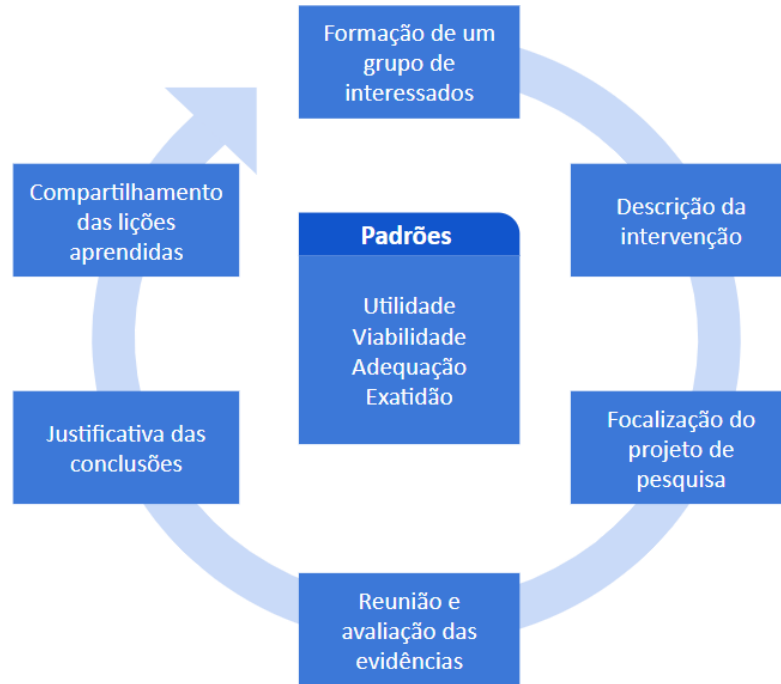 Formação de um
grupo de
interessados
Descrição da
intervenção
Focalização do
projeto de
pesquisa
Reunião e
avaliação das
evidências
Justificativa das
conclusões
Compartilhamento
das lições
aprendidas
Padrões
Utilidade
Viabilidade
Adequação
Exatidão